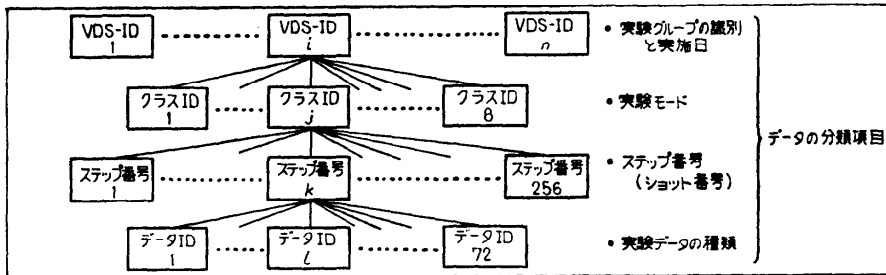 VDS-ID 1 ......... VDS-ID i ......... VDS-ID n
・実験グループの識別
と実施日
クラスID 1 ..... クラスID j ...... クラスID 8
・実験モード
データの分類項目
ステップ番号 1 ......... ステップ番号 k ......... ステップ番号 256
・ステップ番号
(ショット番号)
データID 1 ..... データID l ...... データID 72
・実験データの種類